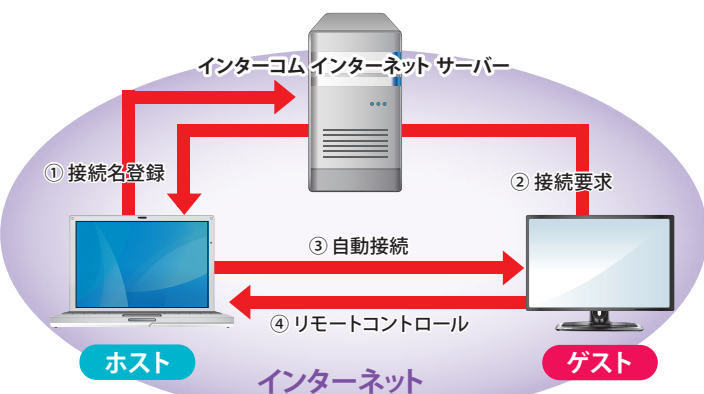 インターコム インターネット サーバー
① 接続名登録
② 接続要求
③ 自動接続
④ リモートコントロール
ホスト
ゲスト
インターネット